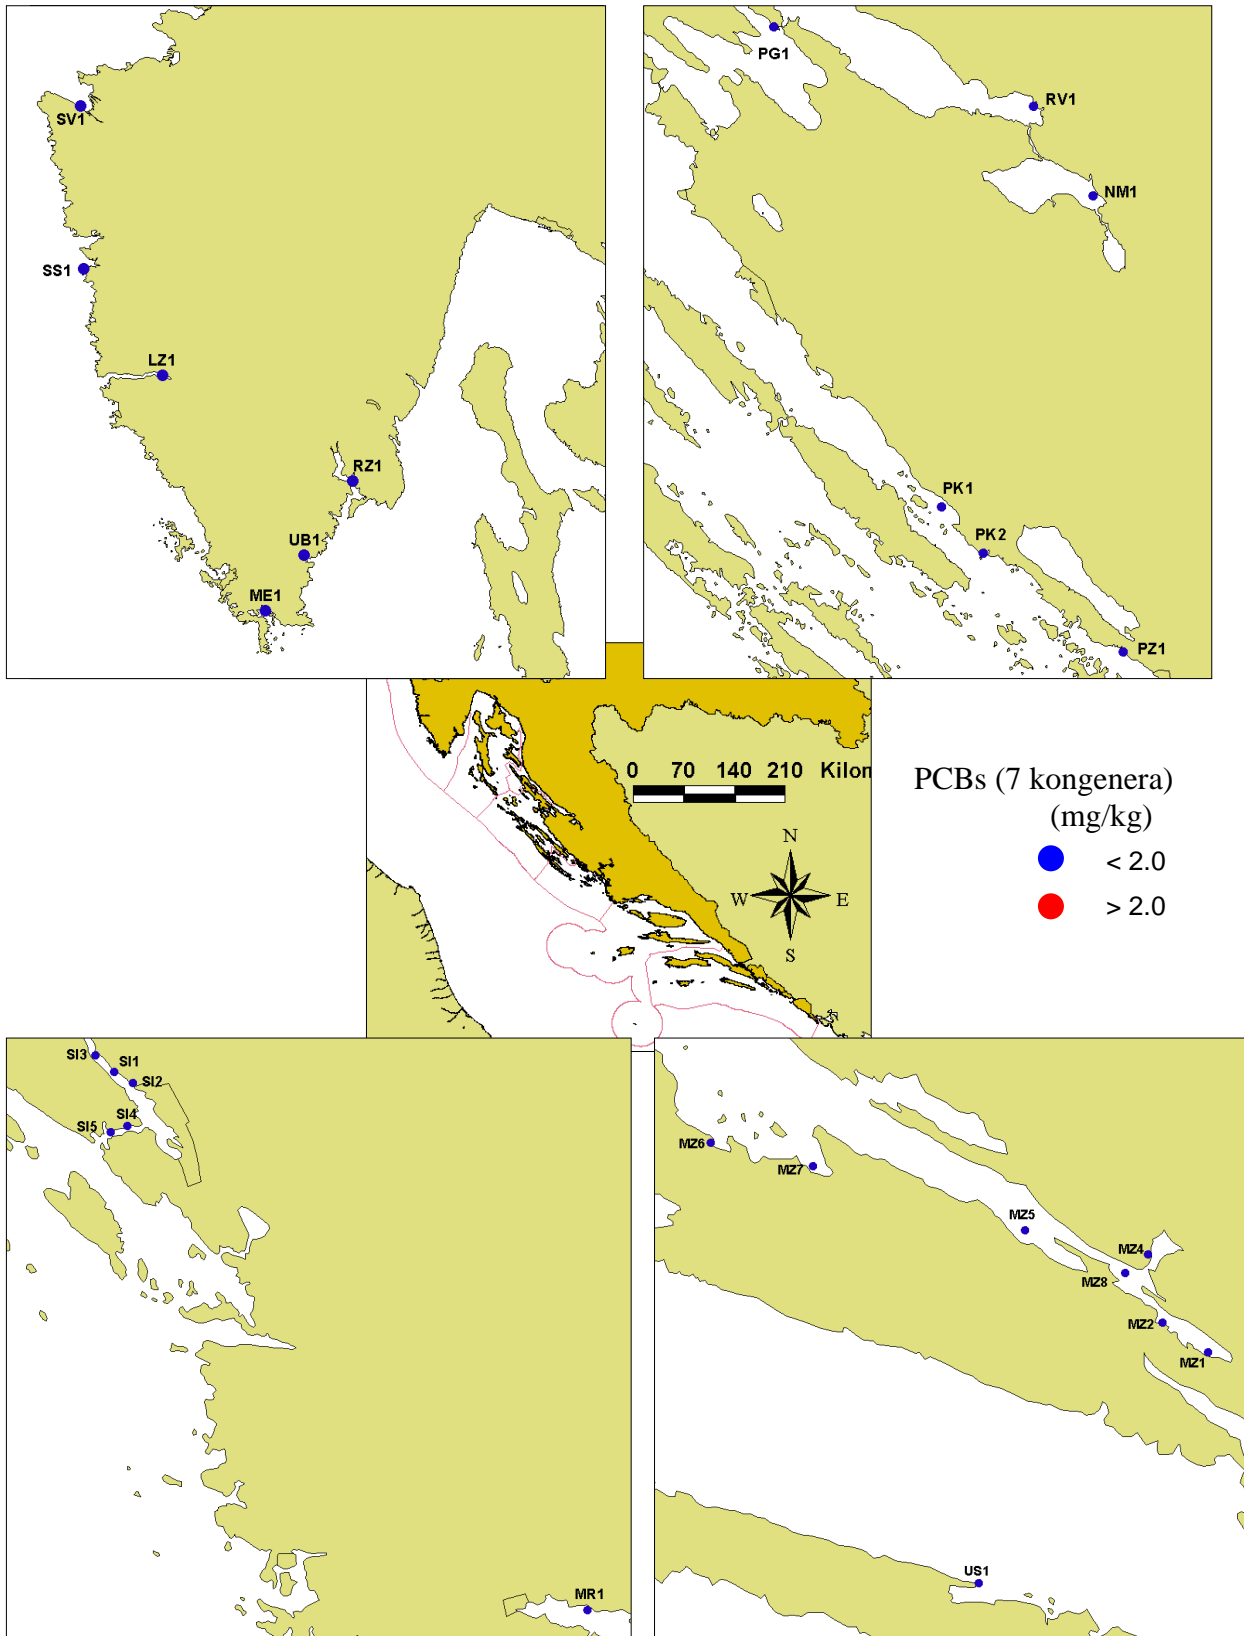 SV1
SS1
LZ1
RZ1
UB1
ME1
PG1
RV1
NM1
PK1
PK2
PZ1
0 70 140 210 Kilom
N
W E
S
PCBs (7 kongenera)
(mg/kg)
< 2.0
> 2.0
SI3
SI1
SI2
SI4
SI5
MR1
MZ6
MZ7
MZ5
MZ4
MZ8
MZ2
MZ1
US1